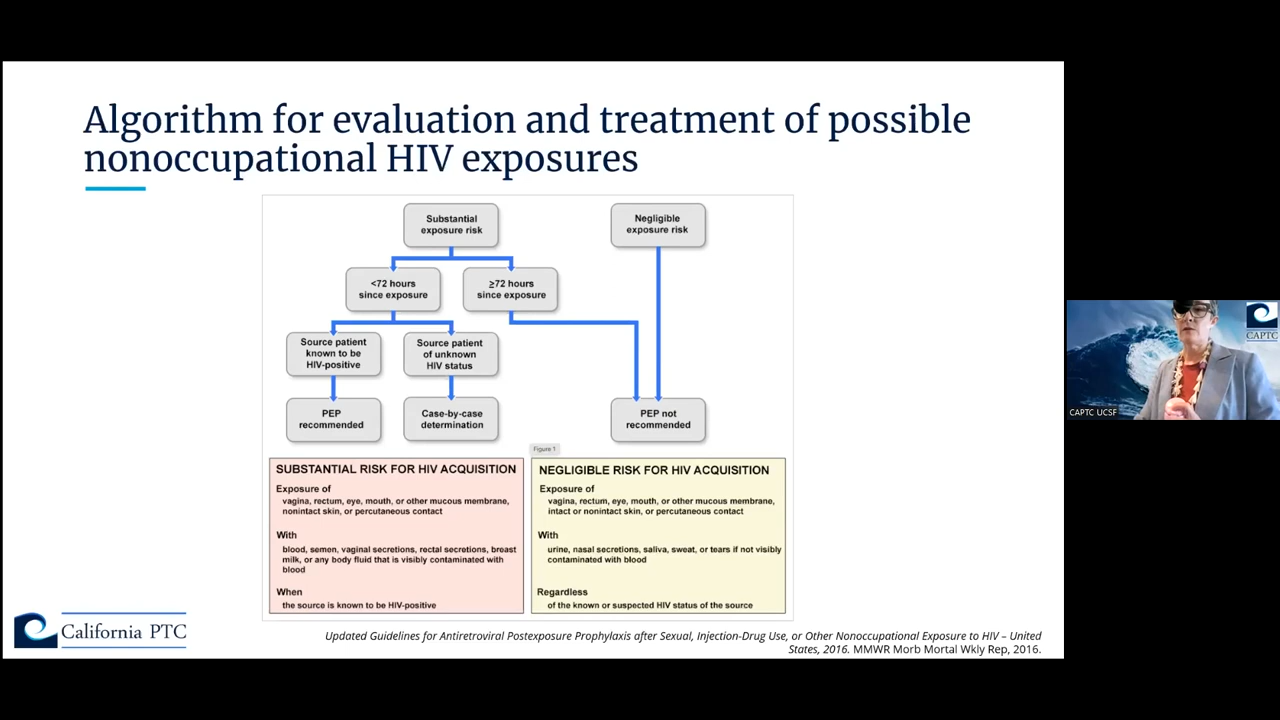 Algorithm for evaluation and treatment of possible
nonoccupational HIV exposures
Substantial
exposure risk
Negligible
exposure risk
<72 hours
since exposure
≥72 hours
since exposure
Source patient
known to be
HIV-positive
Source patient
of unknown
HIV status
PEP
recommended
Case-by-case
determination
PEP not
recommended
Figure 1
SUBSTANTIAL RISK FOR HIV ACQUISITION
Exposure of
vagina, rectum, eye, mouth, or other mucous membrane,
nonintact skin, or percutaneous contact
With
blood, semen, vaginal secretions, rectal secretions, breast
milk, or any body fluid that is visibly contaminated with
blood
When
the source is known to be HIV-positive
NEGLIGIBLE RISK FOR HIV ACQUISITION
Exposure of
vagina, rectum, eye, mouth, or other mucous membrane,
intact or nonintact skin, or percutaneous contact
With
urine, nasal secretions, saliva, sweat, or tears if not visibly
contaminated with blood
Regardless
of the known or suspected HIV status of the source
California PTC
Updated Guidelines for Antiretroviral Postexposure Prophylaxis after Sexual, Injection-Drug Use, or Other Nonoccupational Exposure to HIV – United
States, 2016. MMWR Morb Mortal Wkly Rep, 2016.
CAPTC
CAPTC UCSF